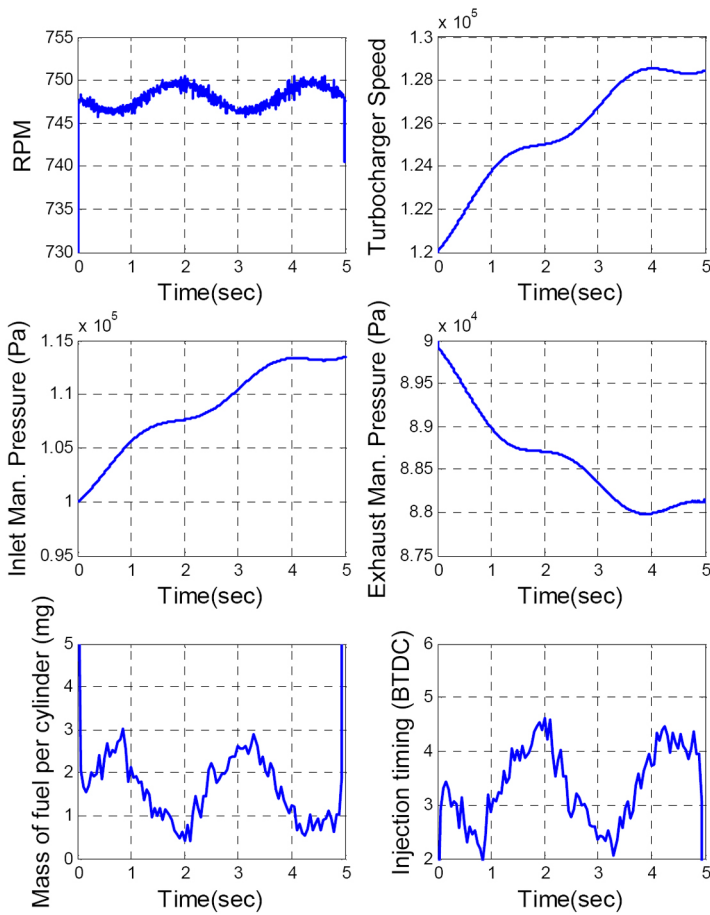 755
750
745
740
735
730
RPM
0 1 2 3 4 5
Time(sec)
x 10^5
1.3
1.28
1.26
1.24
1.22
1.2
Turbocharger Speed
0 1 2 3 4 5
Time(sec)
x 10^5
1.15
1.1
1.05
1
0.95
Inlet Man. Pressure (Pa)
0 1 2 3 4 5
Time(sec)
x 10^4
9
8.95
8.9
8.85
8.8
8.75
Exhaust Man. Pressure (Pa)
0 1 2 3 4 5
Time(sec)
5
4
3
2
1
0
Mass of fuel per cylinder (mg)
0 1 2 3 4 5
Time(sec)
6
5
4
3
2
Injection timing (BTDC)
0 1 2 3 4 5
Time(sec)